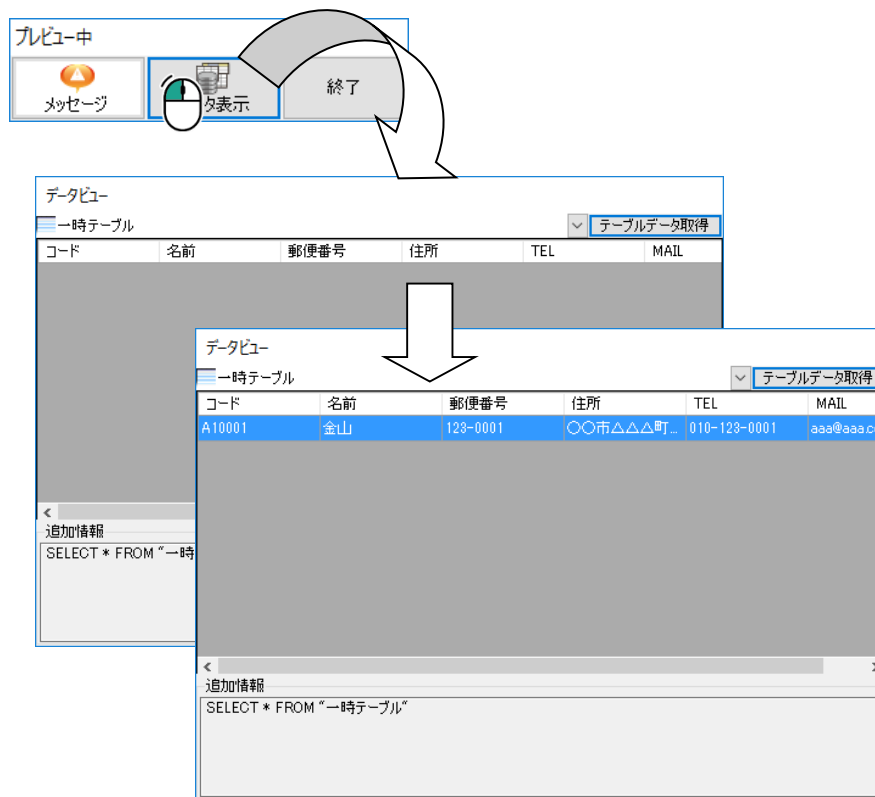 プレビュー中
メッセージ
タ表示
終了
データビュー
一時テーブル
テーブルデータ取得
コード 名前 郵便番号 住所 TEL MAIL
追加情報
SELECT * FROM "一時
データビュー
一時テーブル
テーブルデータ取得
コード 名前 郵便番号 住所 TEL MAIL
A10001 金山 123-0001 〇〇市△△△町... 010-123-0001 aaa@aaa.c
追加情報
SELECT * FROM "一時テーブル"